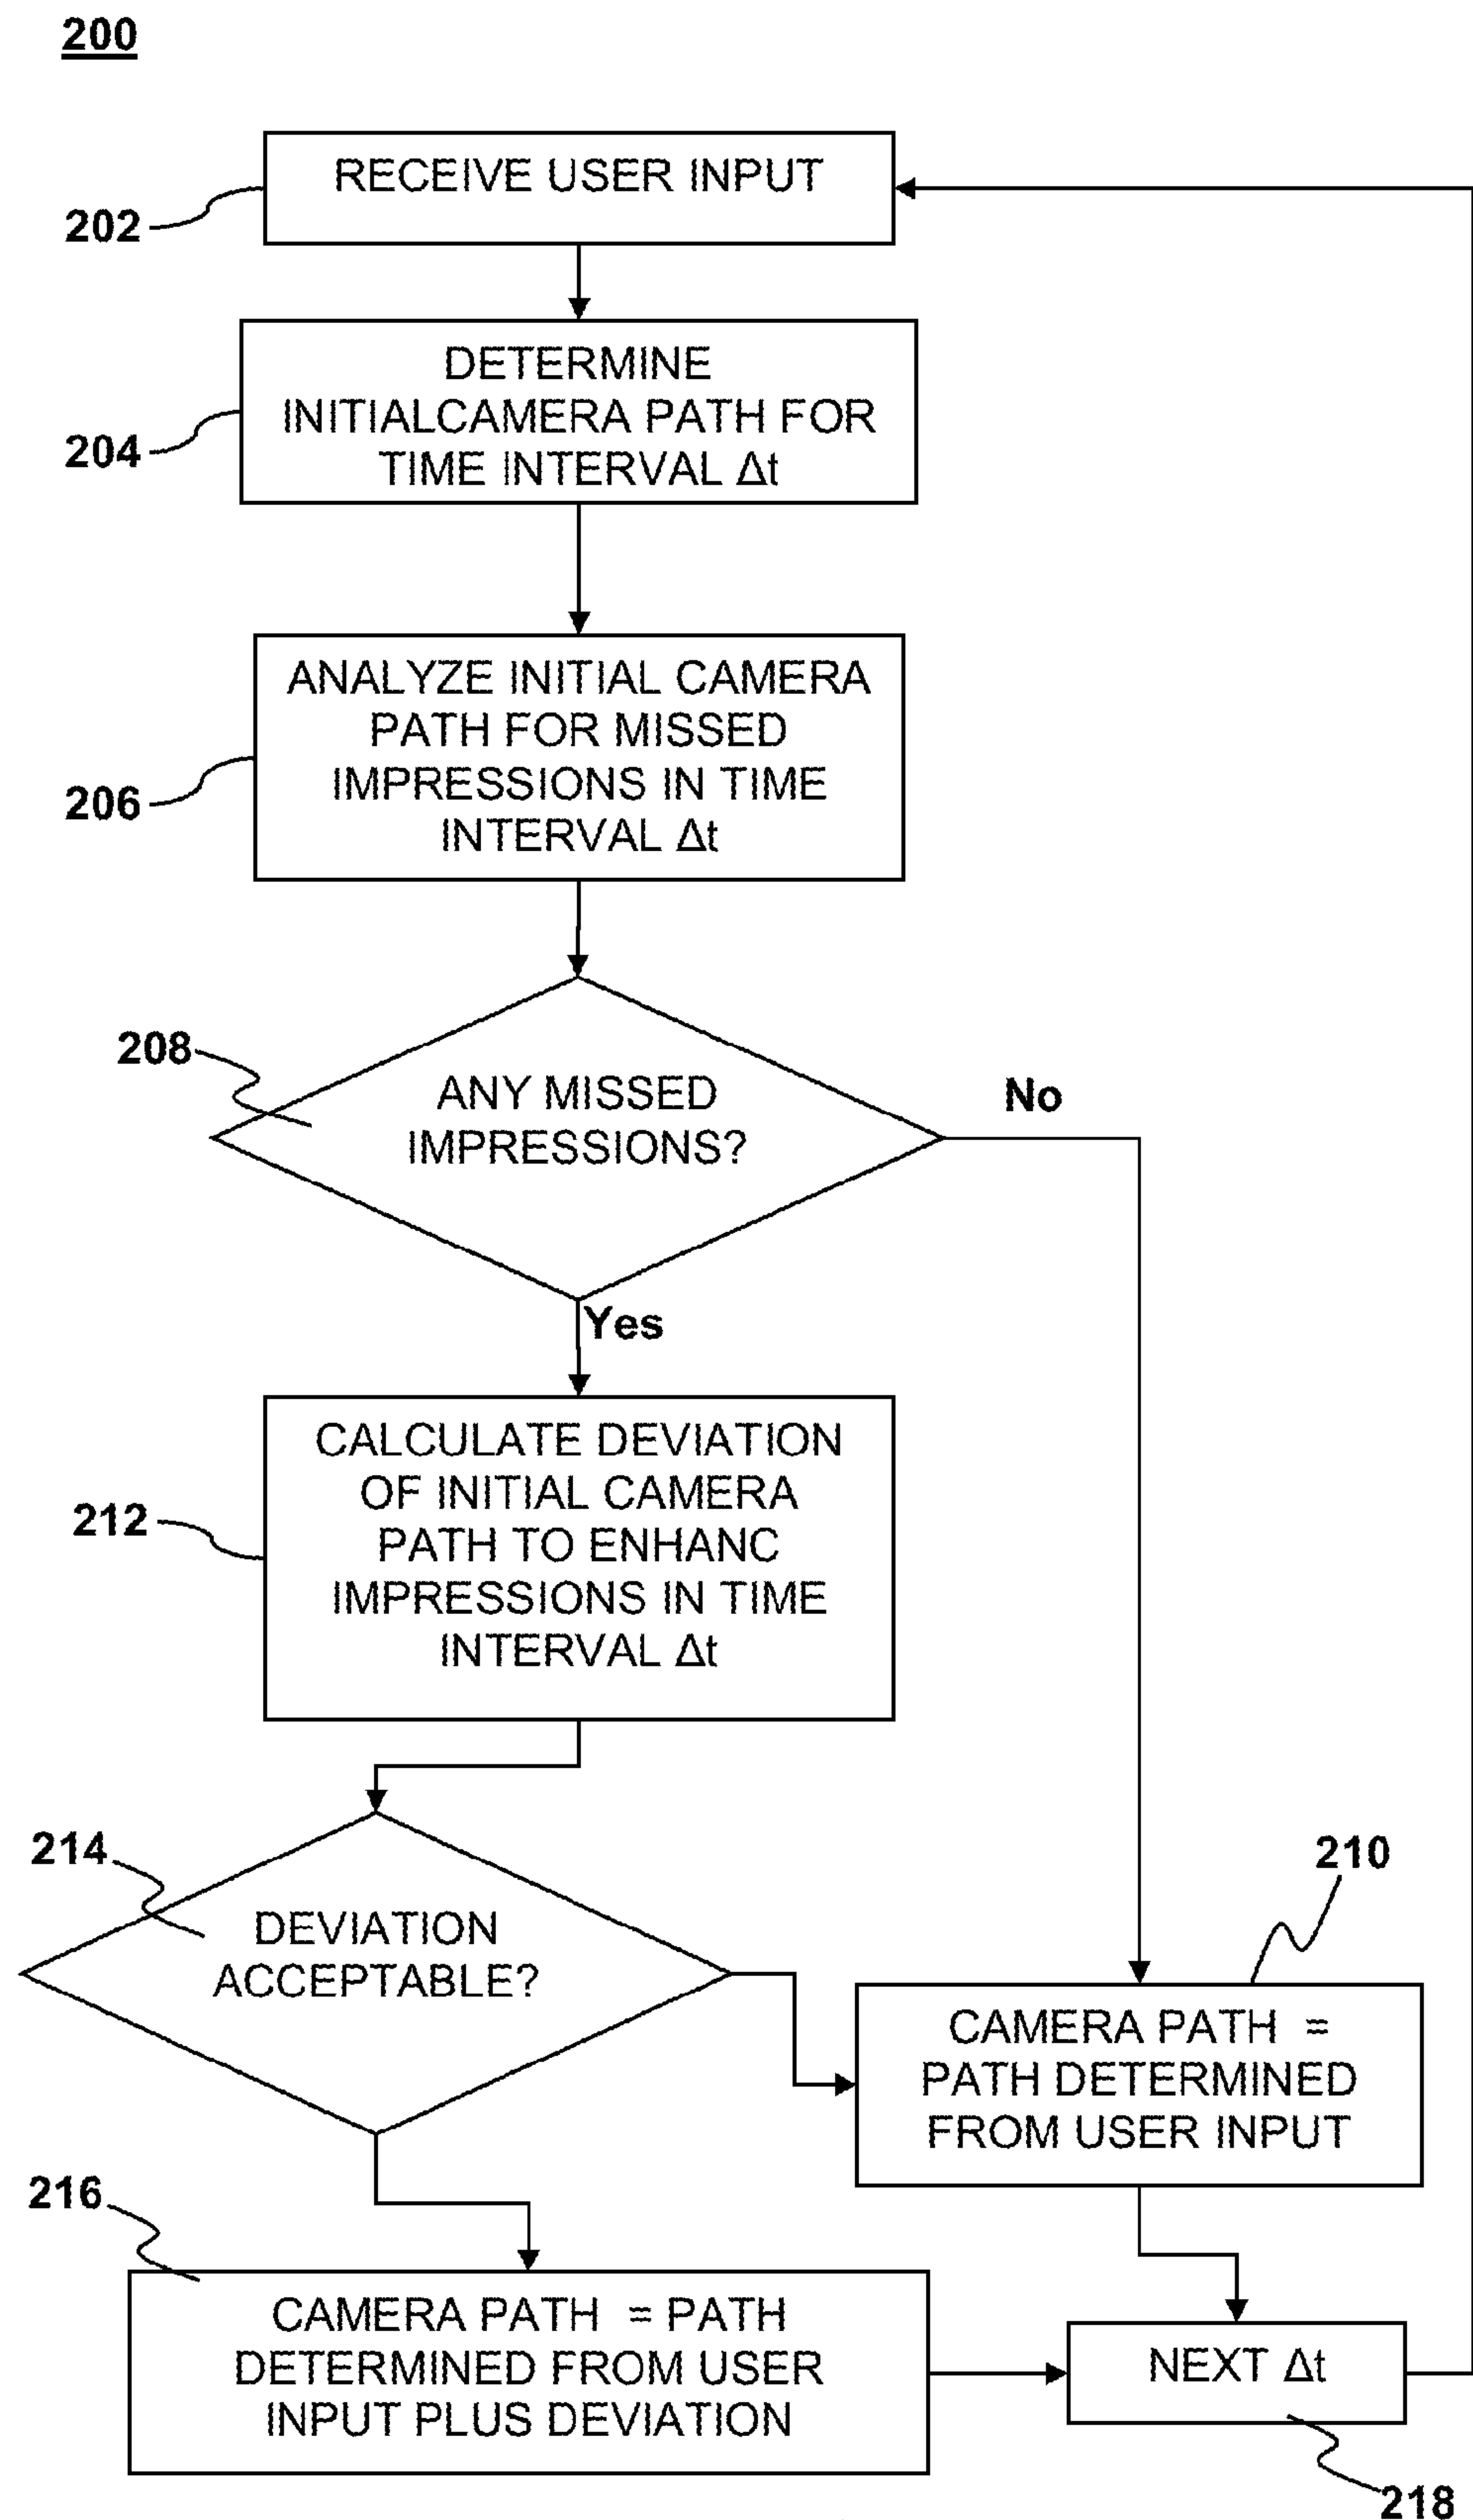 200
RECEIVE USER INPUT
202
DETERMINE
INITIALCAMERA PATH FOR
TIME INTERVAL Δt
204
ANALYZE INITIAL CAMERA
PATH FOR MISSED
IMPRESSIONS IN TIME
INTERVAL Δt
206
208
ANY MISSED
IMPRESSIONS?
No
Yes
CALCULATE DEVIATION
OF INITIAL CAMERA
PATH TO ENHANC
IMPRESSIONS IN TIME
INTERVAL Δt
212
214
DEVIATION
ACCEPTABLE?
210
CAMERA PATH =
PATH DETERMINED
FROM USER INPUT
216
CAMERA PATH = PATH
DETERMINED FROM USER
INPUT PLUS DEVIATION
NEXT Δt
218